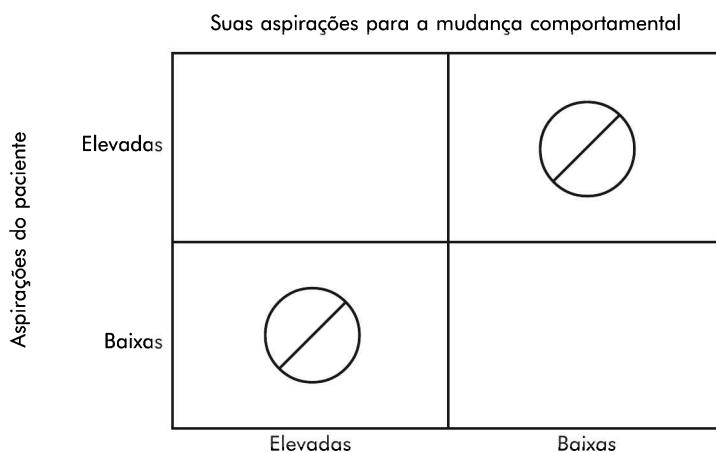 Suas aspirações para a mudança comportamental
Aspirações do paciente
Elevadas
Baixas
Elevadas
Baixas